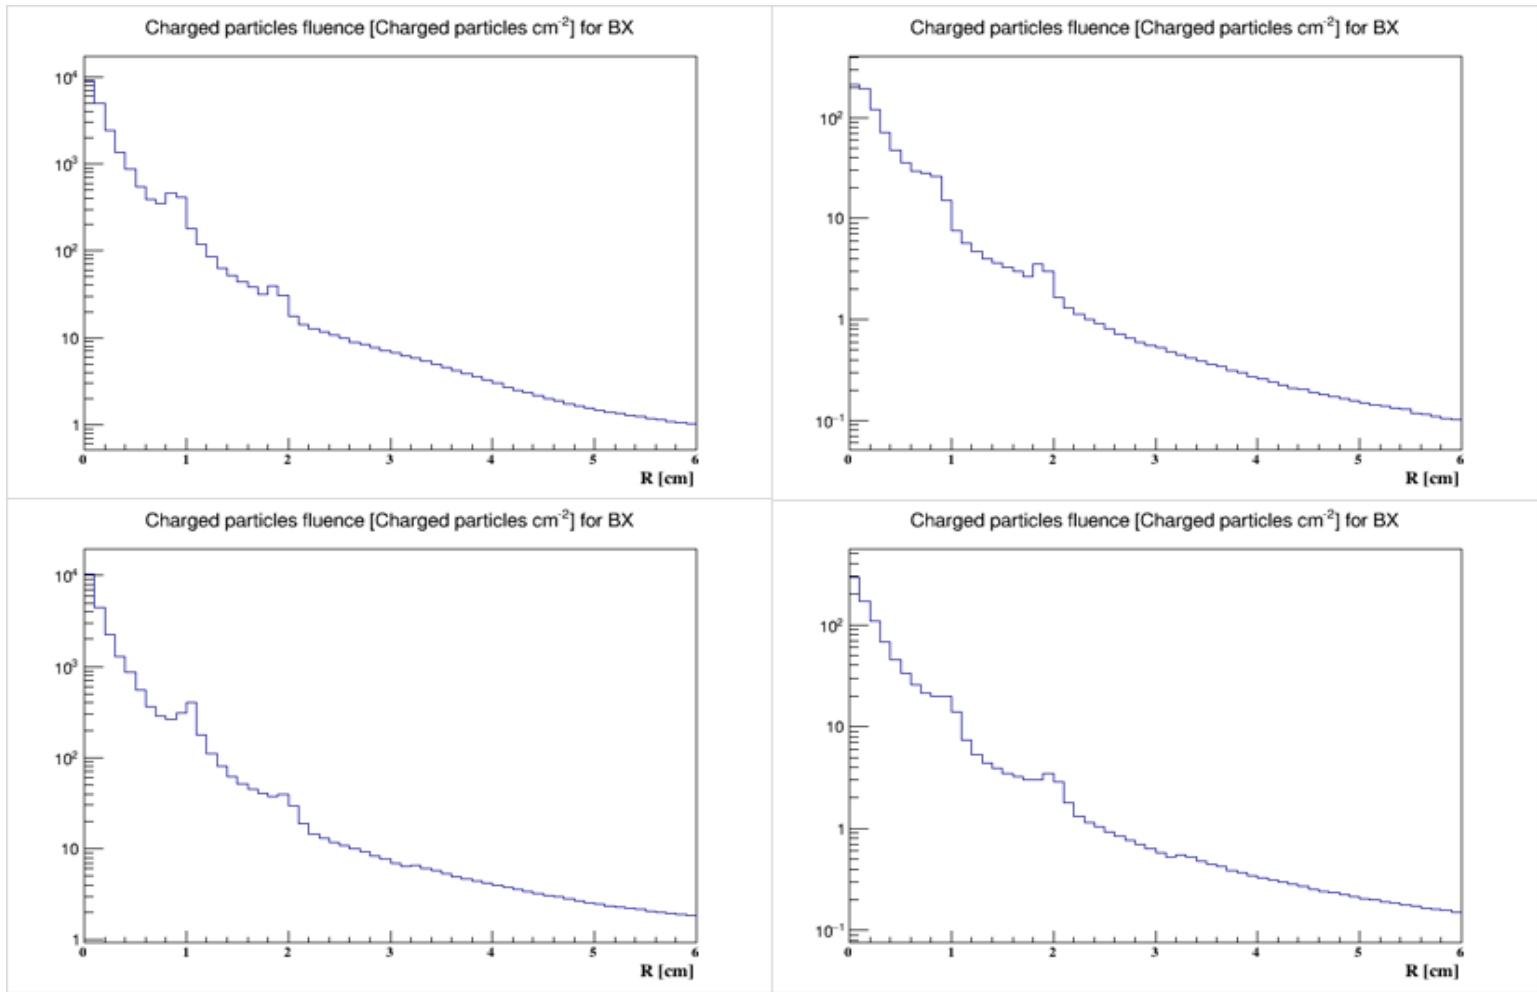 Charged particles fluence [Charged particles cm⁻²] for BX
10⁴
10³
10²
10
1
0 1 2 3 4 5 6
R [cm]
Charged particles fluence [Charged particles cm⁻²] for BX
10²
10
1
10⁻¹
0 1 2 3 4 5 6
R [cm]
Charged particles fluence [Charged particles cm⁻²] for BX
10⁴
10³
10²
10
1
0 1 2 3 4 5 6
R [cm]
Charged particles fluence [Charged particles cm⁻²] for BX
10²
10
1
10⁻¹
0 1 2 3 4 5 6
R [cm]